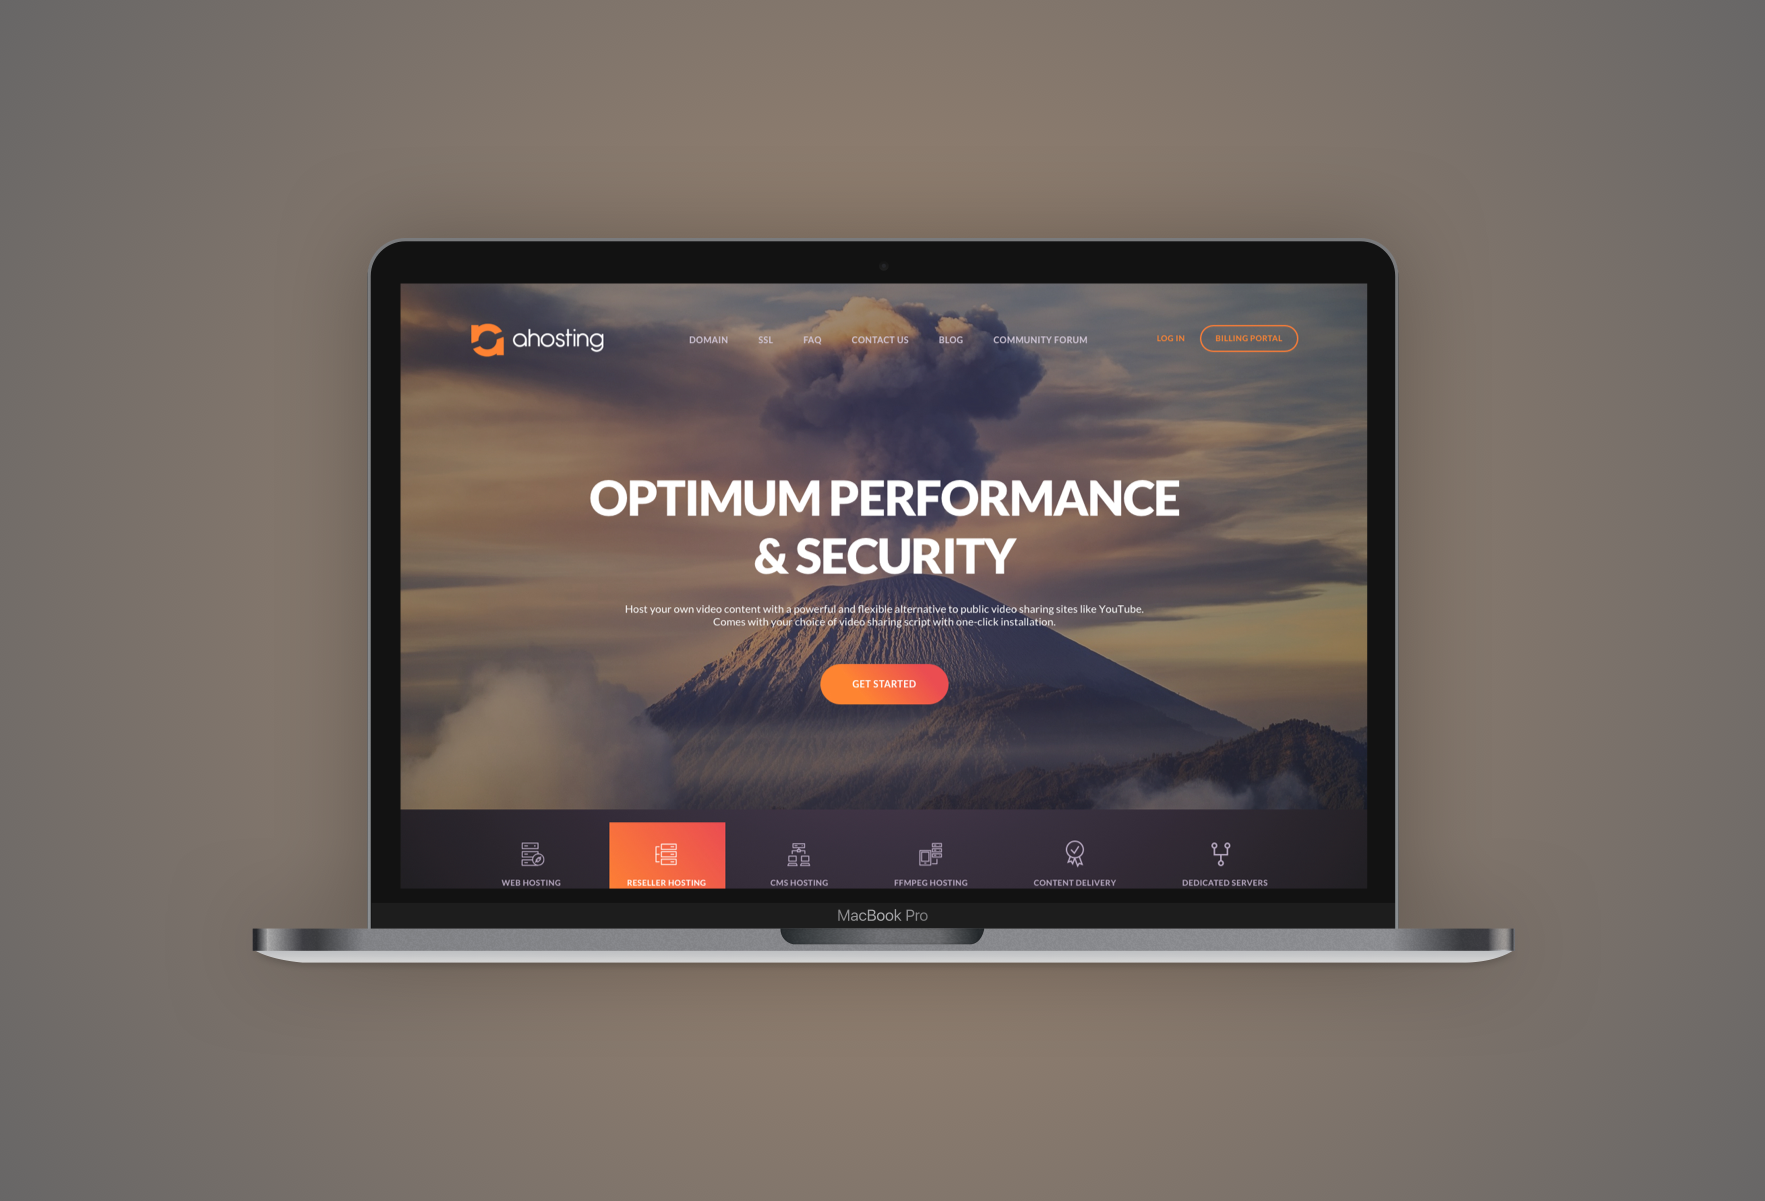 ahosting
DOMAIN SSL FAQ CONTACT US BLOG COMMUNITY FORUM
LOG IN BILLING PORTAL
OPTIMUM PERFORMANCE
& SECURITY
Host your own video content with a powerful and flexible alternative to public video sharing sites like YouTube.
Comes with your choice of video sharing script with one-click installation.
GET STARTED
WEB HOSTING RESELLER HOSTING CMS HOSTING FFMPEG HOSTING CONTENT DELIVERY DEDICATED SERVERS
MacBook Pro